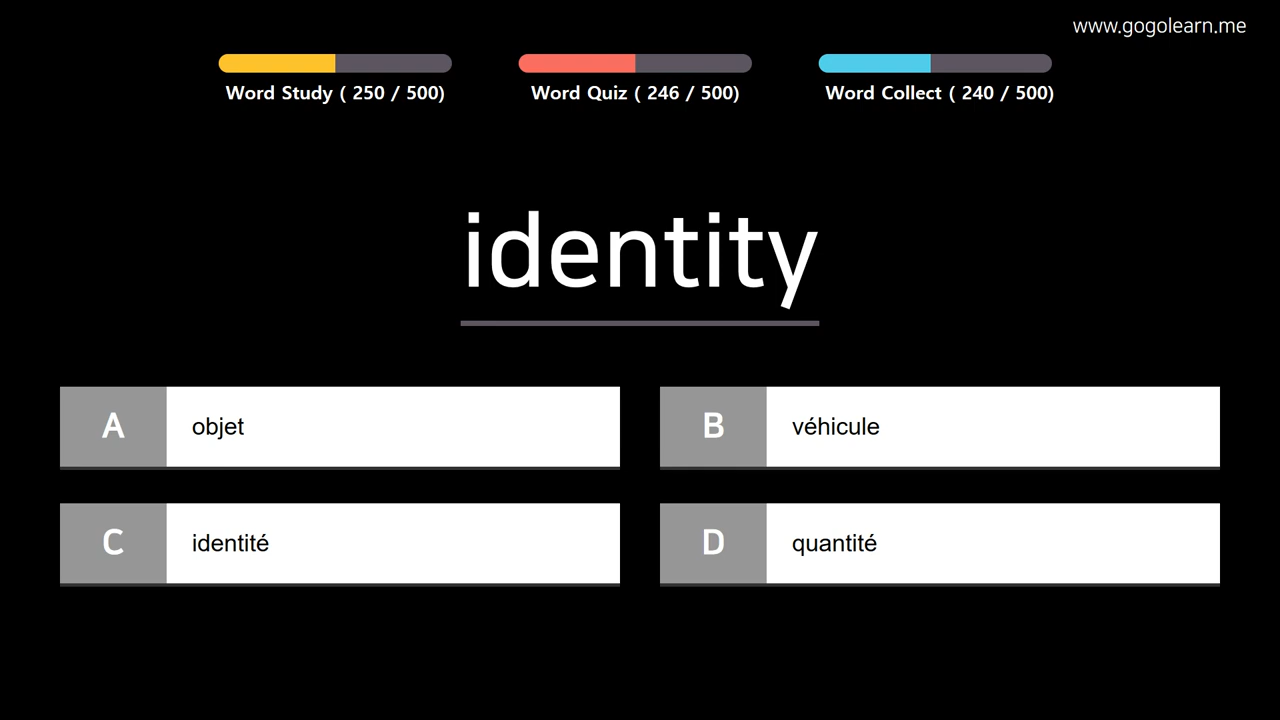 www.gogolearn.me
Word Study ( 250 / 500)
Word Quiz ( 246 / 500)
Word Collect ( 240 / 500)
identity
A objet
B véhicule
C identité
D quantité